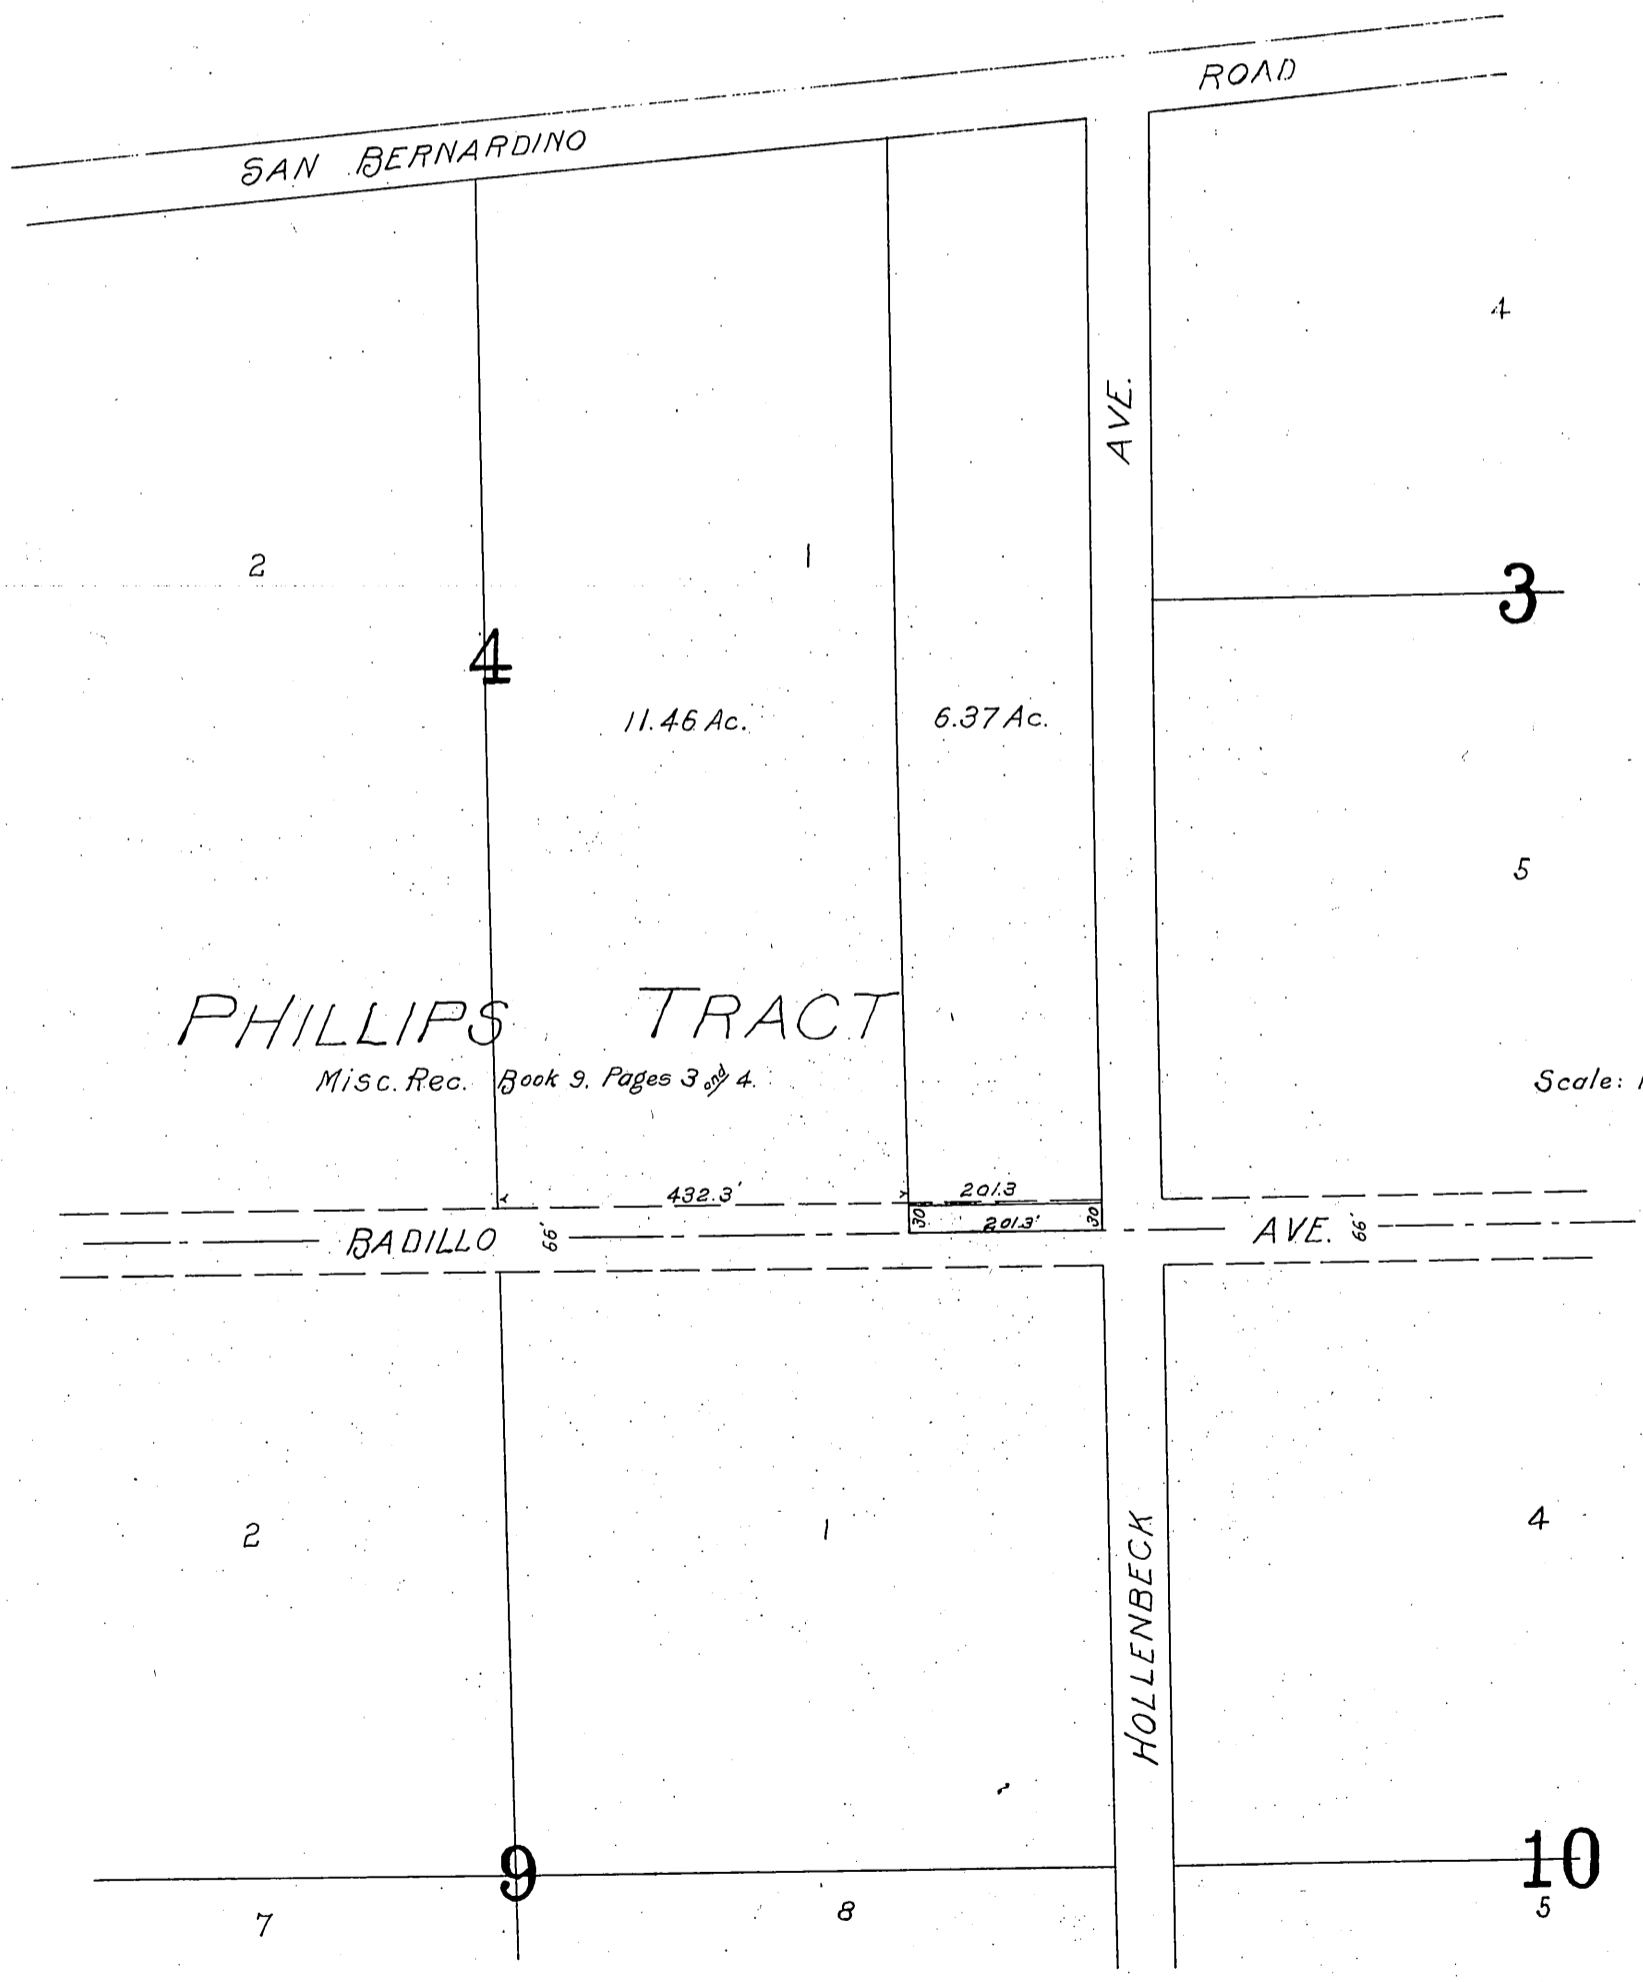 ROAD
SAN BERNARDINO
4
AVE.
2
1
3
4
11.46 Ac.
6.37 Ac.
5
PHILLIPS TRACT
Misc. Rec. Book 9. Pages 3 and 4.
Scale: 1
432.3'
201.3
30
201.3'
30
BADILLO
66'
AVE.
66'
2
1
4
HOLLENBECK
9
10
7
8
5